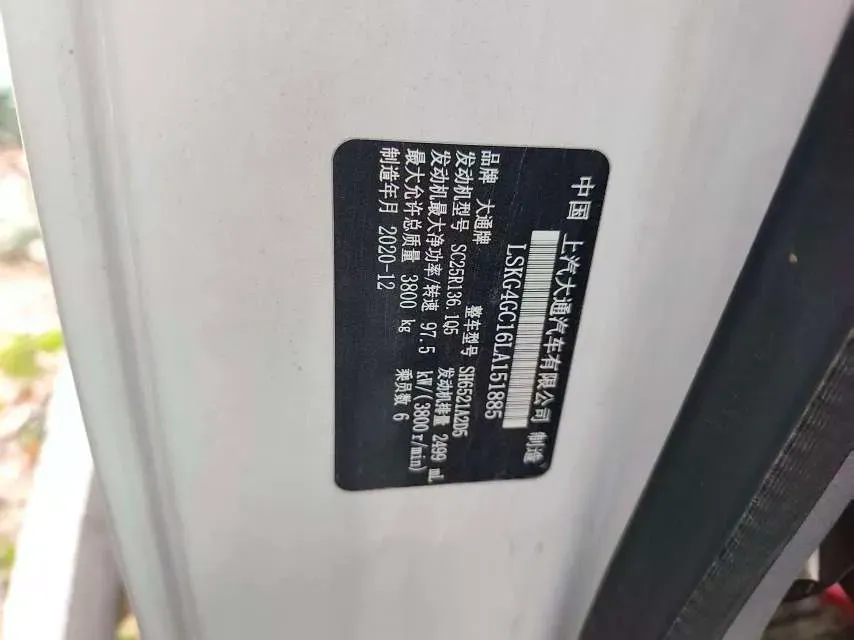 中国 上汽大通汽车有限公司 制造
LSKG4GC16LA151885
品牌 大通牌 整车型号 SH6521A2D5
发动机型号 SC25R136.1Q5 发动机排量 2499 mL
发动机最大净功率/转速 97.5 kW/(3800r/min)
最大允许总质量 3800 kg 乘员数 6
制造年月 2020-12